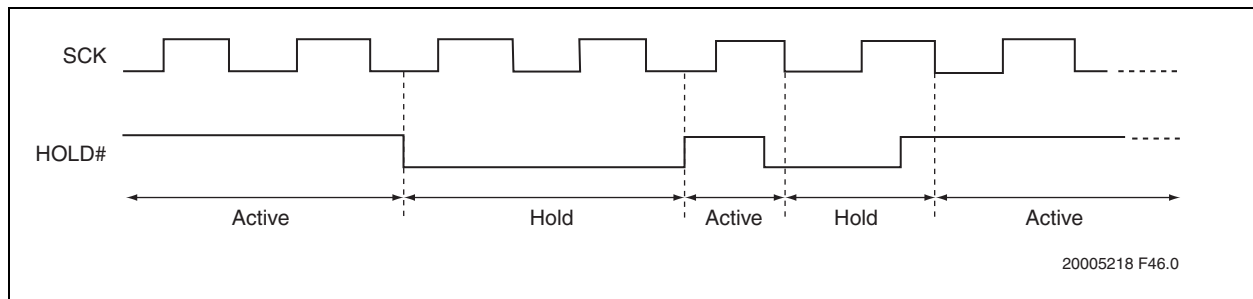 SCK
HOLD#
Active Hold Active Hold Active
20005218 F46.0